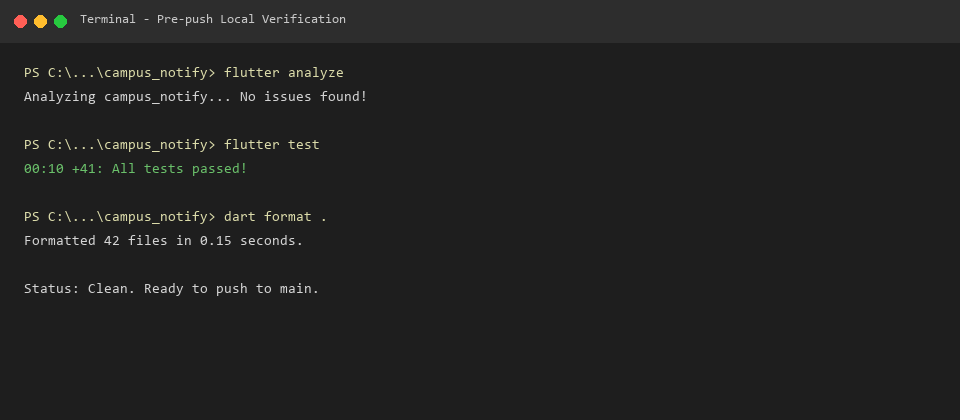 Terminal - Pre-push Local Verification
PS C:\...\campus_notify> flutter analyze
Analyzing campus_notify... No issues found!
PS C:\...\campus_notify> flutter test
00:10 +41: All tests passed!
PS C:\...\campus_notify> dart format .
Formatted 42 files in 0.15 seconds.
Status: Clean. Ready to push to main.